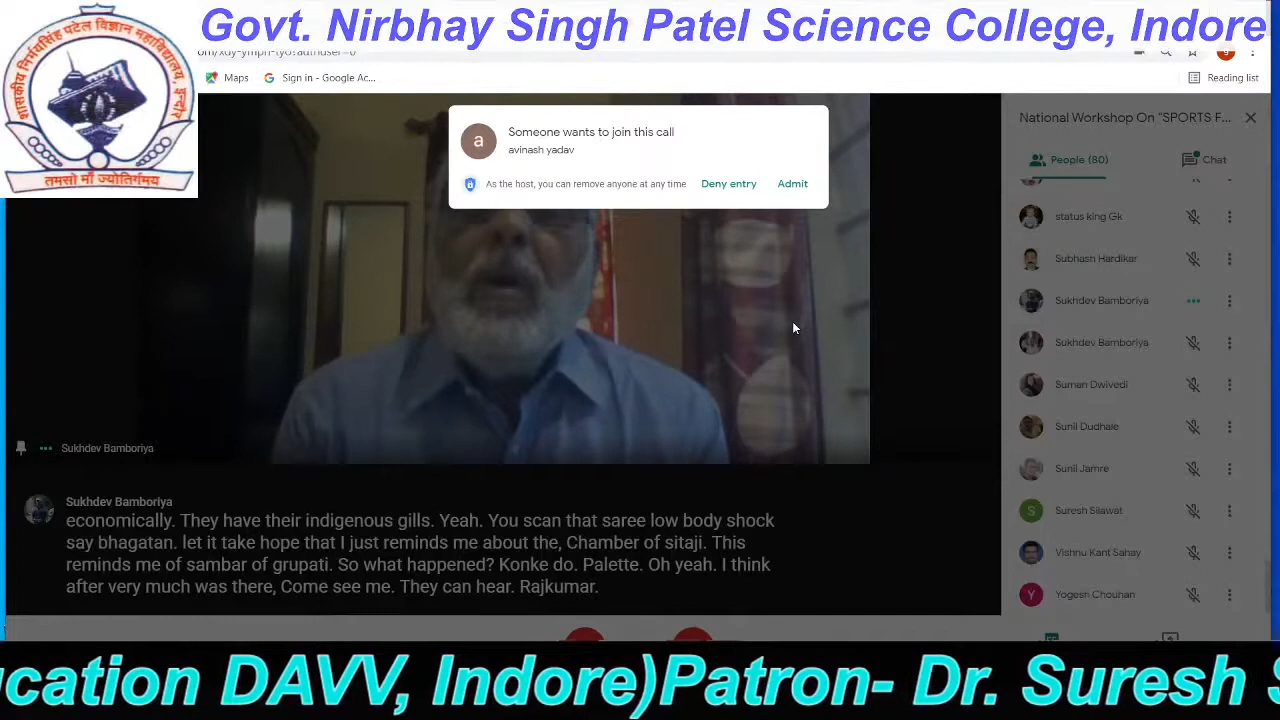 Govt. Nirbhay Singh Patel Science College, Indore
शासकीय निर्भयसिंह पटेल विज्ञान महाविद्यालय, इन्दौर
तमसो माँ ज्योतिर्गमय
Maps
Sign in - Google Ac...
Reading list
Someone wants to join this call
a
avinash yadav
As the host, you can remove anyone at any time
Deny entry
Admit
National Workshop On "SPORTS F...
People (80)
Chat
status king Gk
Subhash Hardikar
Sukhdev Bamboriya
Sukhdev Bamboriya
Suman Dwivedi
Sunil Dudhale
Sunil Jamre
S
Suresh Silawat
Vishnu Kant Sahay
Y
Yogesh Chouhan
Sukhdev Bamboriya
Sukhdev Bamboriya
economically. They have their indigenous gills. Yeah. You scan that saree low body shock
say bhagatan. let it take hope that I just reminds me about the, Chamber of sitaji. This
reminds me of sambar of grupati. So what happened? Konke do. Palette. Oh yeah. I think
after very much was there, Come see me. They can hear. Rajkumar.
ucation DAVV, Indore)Patron- Dr. Suresh S